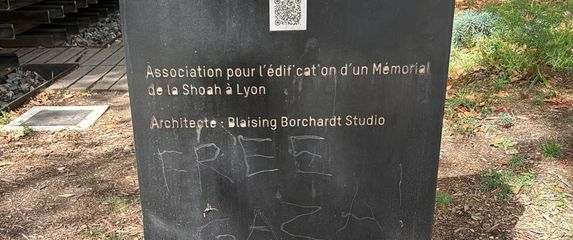 Association pour l'édif'cat'on d'un Mémorial
de la Shoah à Lyon
Architecte : Blaising Borchardt Studio
FREE
GAZA